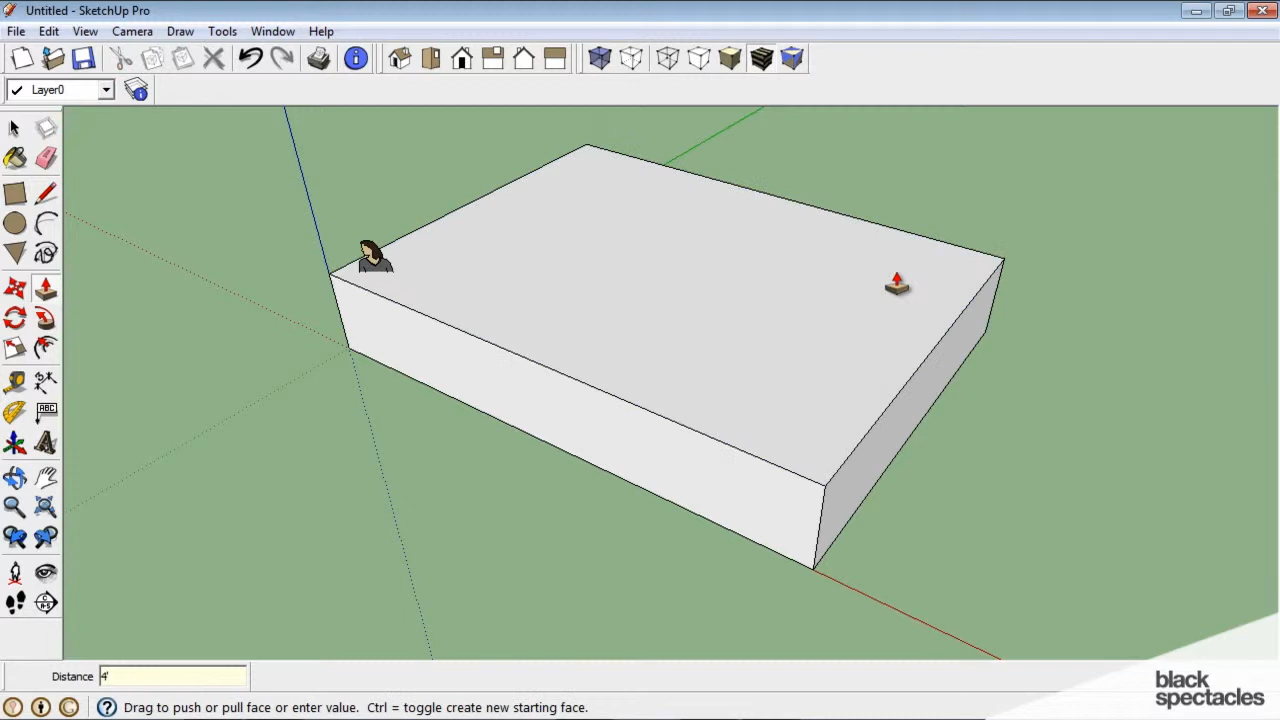 Untitled - SketchUp Pro
File Edit View Camera Draw Tools Window Help
Layer0
ABC
Distance 4'
Drag to push or pull face or enter value. Ctrl = toggle create new starting face.
black
spectacles